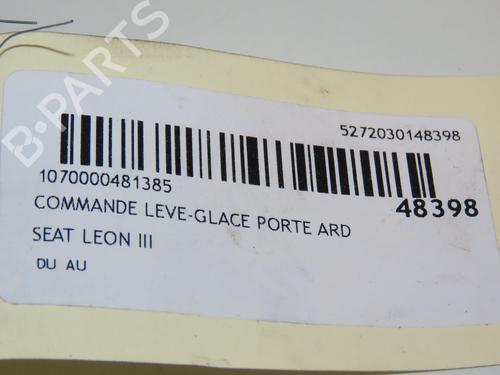 B-PARTS
5272030148398
1070000481385
48398
COMMANDE LEVE-GLACE PORTE ARD
SEAT LEON III
DU AU